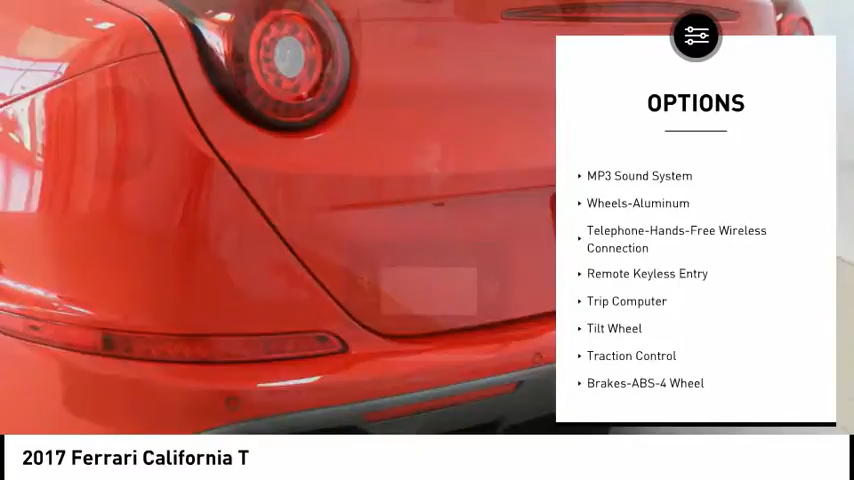 OPTIONS
MP3 Sound System
Wheels-Aluminum
Telephone-Hands-Free Wireless
Connection
Remote Keyless Entry
Trip Computer
Tilt Wheel
Traction Control
Brakes-ABS-4 Wheel
2017 Ferrari California T